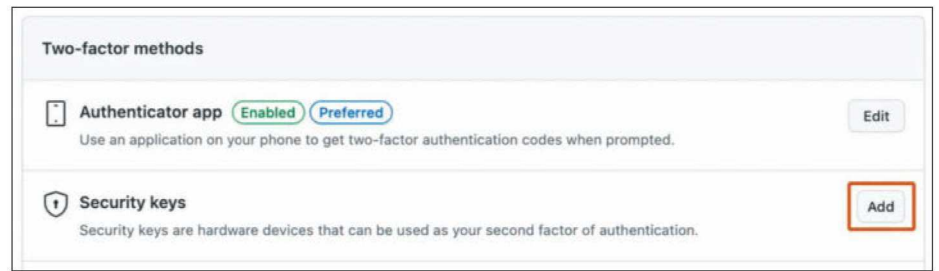 Two-factor methods
Authenticator app Enabled Preferred
Edit
Use an application on your phone to get two-factor authentication codes when prompted.
Security keys
Add
Security keys are hardware devices that can be used as your second factor of authentication.